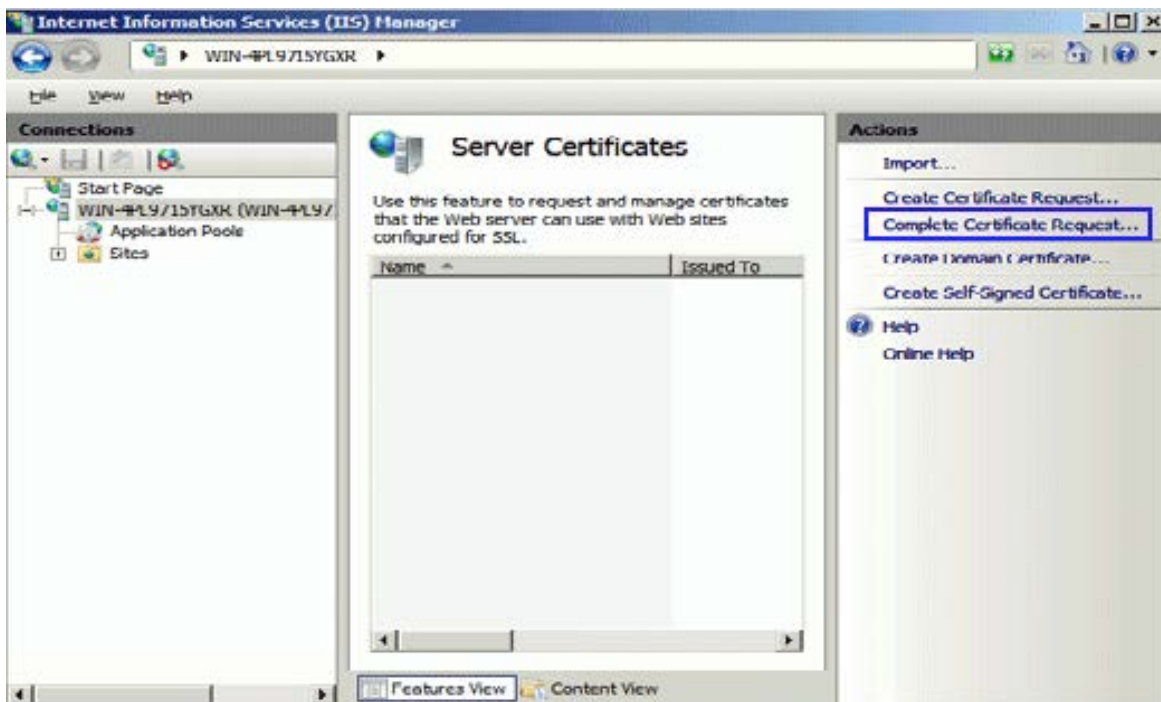 Internet Information Services (IIS) Manager
WIN-4PL9715YGXR
File View Help
Connections
Start Page
WIN-4PL9715YGXR (WIN-4PL97
Application Pools
Sites
Server Certificates
Use this feature to request and manage certificates
that the Web server can use with Web sites
configured for SSL.
Name Issued To
Features View Content View
Actions
Import...
Create Certificate Request...
Complete Certificate Request...
Create Domain Certificate...
Create Self-Signed Certificate...
Help
Online Help